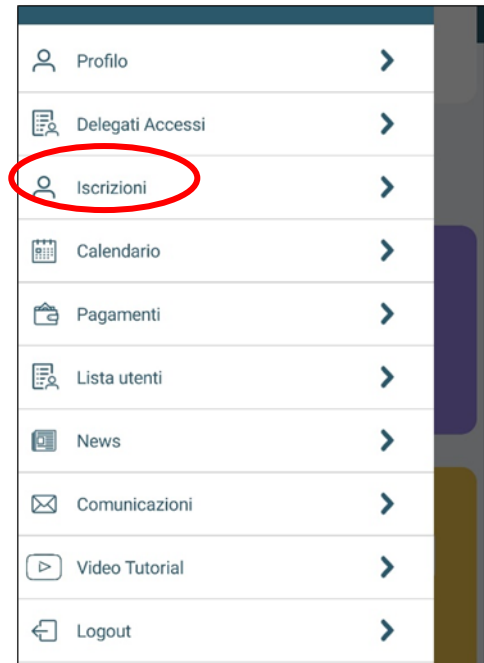 Profilo
Delegati Accessi
Iscrizioni
Calendario
Pagamenti
Lista utenti
News
Comunicazioni
Video Tutorial
Logout